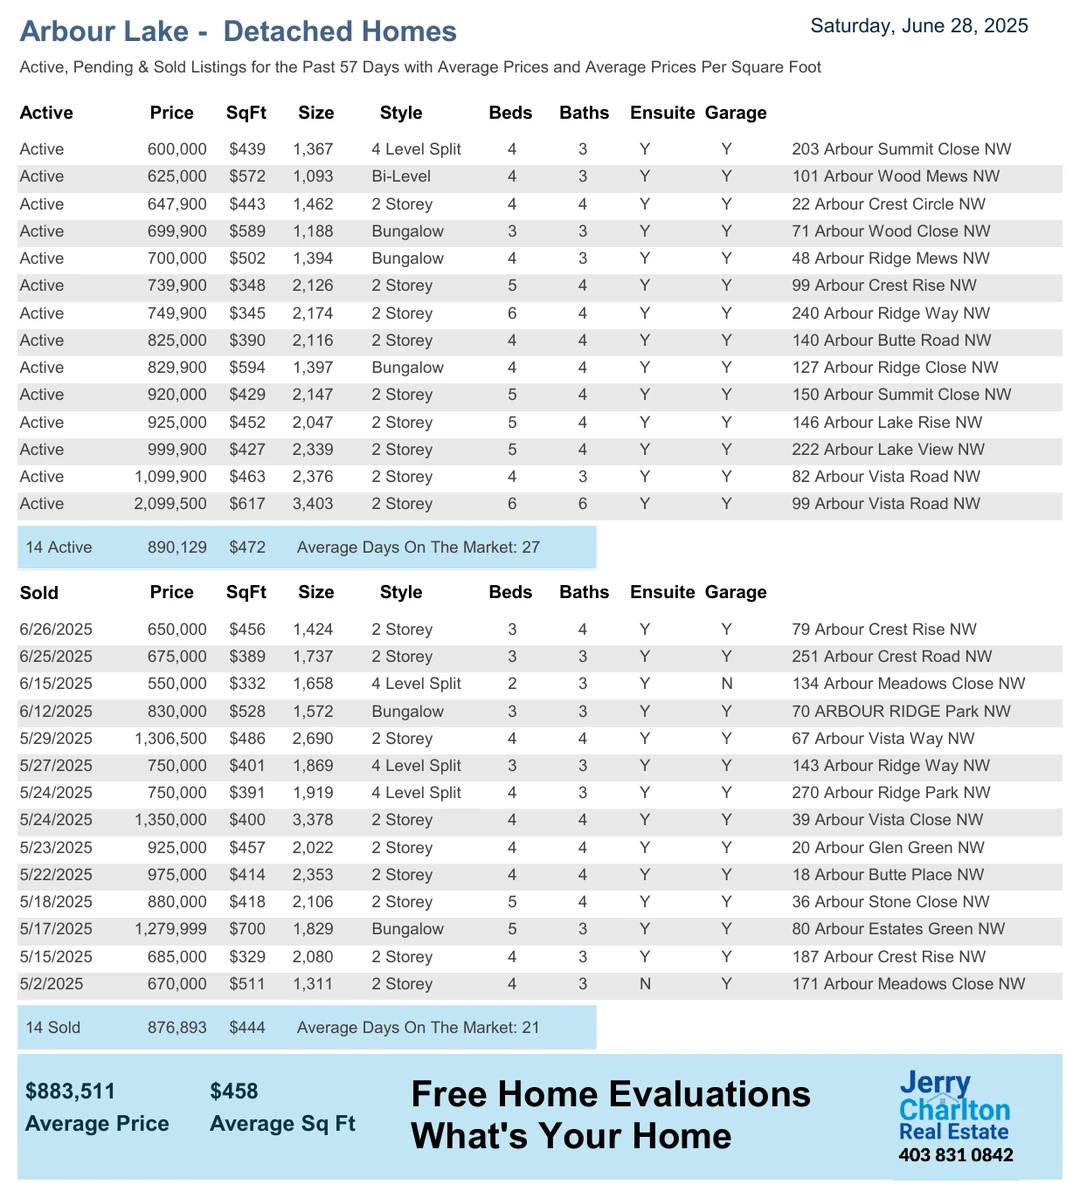 Arbour Lake - Detached Homes
Saturday, June 28, 2025
Active, Pending & Sold Listings for the Past 57 Days with Average Prices and Average Prices Per Square Foot
Active Price SqFt Size Style Beds Baths Ensuite Garage
Active 600,000 $439 1,367 4 Level Split 4 3 Y Y 203 Arbour Summit Close NW
Active 625,000 $572 1,093 Bi-Level 4 3 Y Y 101 Arbour Wood Mews NW
Active 647,900 $443 1,462 2 Storey 4 4 Y Y 22 Arbour Crest Circle NW
Active 699,900 $589 1,188 Bungalow 3 3 Y Y 71 Arbour Wood Close NW
Active 700,000 $502 1,394 Bungalow 4 3 Y Y 48 Arbour Ridge Mews NW
Active 739,900 $348 2,126 2 Storey 5 4 Y Y 99 Arbour Crest Rise NW
Active 749,900 $345 2,174 2 Storey 6 4 Y Y 240 Arbour Ridge Way NW
Active 825,000 $390 2,116 2 Storey 4 4 Y Y 140 Arbour Butte Road NW
Active 829,900 $594 1,397 Bungalow 4 4 Y Y 127 Arbour Ridge Close NW
Active 920,000 $429 2,147 2 Storey 5 4 Y Y 150 Arbour Summit Close NW
Active 925,000 $452 2,047 2 Storey 5 4 Y Y 146 Arbour Lake Rise NW
Active 999,900 $427 2,339 2 Storey 5 4 Y Y 222 Arbour Lake View NW
Active 1,099,900 $463 2,376 2 Storey 4 3 Y Y 82 Arbour Vista Road NW
Active 2,099,500 $617 3,403 2 Storey 6 6 Y Y 99 Arbour Vista Road NW
14 Active 890,129 $472 Average Days On The Market: 27
Sold Price SqFt Size Style Beds Baths Ensuite Garage
6/26/2025 650,000 $456 1,424 2 Storey 3 4 Y Y 79 Arbour Crest Rise NW
6/25/2025 675,000 $389 1,737 2 Storey 3 3 Y Y 251 Arbour Crest Road NW
6/15/2025 550,000 $332 1,658 4 Level Split 2 3 Y N 134 Arbour Meadows Close NW
6/12/2025 830,000 $528 1,572 Bungalow 3 3 Y Y 70 ARBOUR RIDGE Park NW
5/29/2025 1,306,500 $486 2,690 2 Storey 4 4 Y Y 67 Arbour Vista Way NW
5/27/2025 750,000 $401 1,869 4 Level Split 3 3 Y Y 143 Arbour Ridge Way NW
5/24/2025 750,000 $391 1,919 4 Level Split 4 3 Y Y 270 Arbour Ridge Park NW
5/24/2025 1,350,000 $400 3,378 2 Storey 4 4 Y Y 39 Arbour Vista Close NW
5/23/2025 925,000 $457 2,022 2 Storey 4 4 Y Y 20 Arbour Glen Green NW
5/22/2025 975,000 $414 2,353 2 Storey 4 4 Y Y 18 Arbour Butte Place NW
5/18/2025 880,000 $418 2,106 2 Storey 5 4 Y Y 36 Arbour Stone Close NW
5/17/2025 1,279,999 $700 1,829 Bungalow 5 3 Y Y 80 Arbour Estates Green NW
5/15/2025 685,000 $329 2,080 2 Storey 4 3 Y Y 187 Arbour Crest Rise NW
5/2/2025 670,000 $511 1,311 2 Storey 4 3 N Y 171 Arbour Meadows Close NW
14 Sold 876,893 $444 Average Days On The Market: 21
$883,511 $458
Average Price Average Sq Ft
Free Home Evaluations
What's Your Home
Jerry
Charlton
Real Estate
403 831 0842